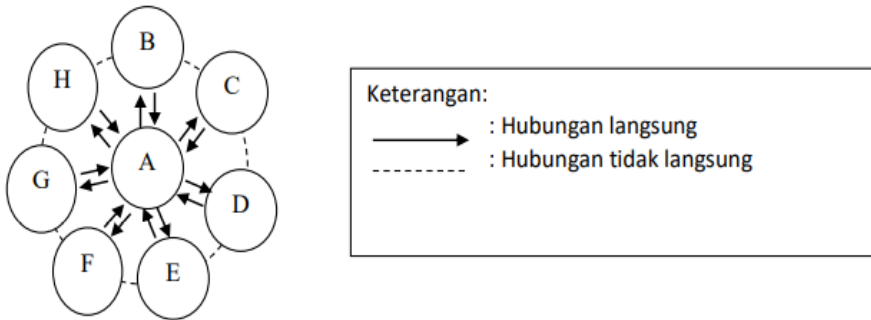 B
H
C
A
G
D
F
E
Keterangan:
: Hubungan langsung
: Hubungan tidak langsung